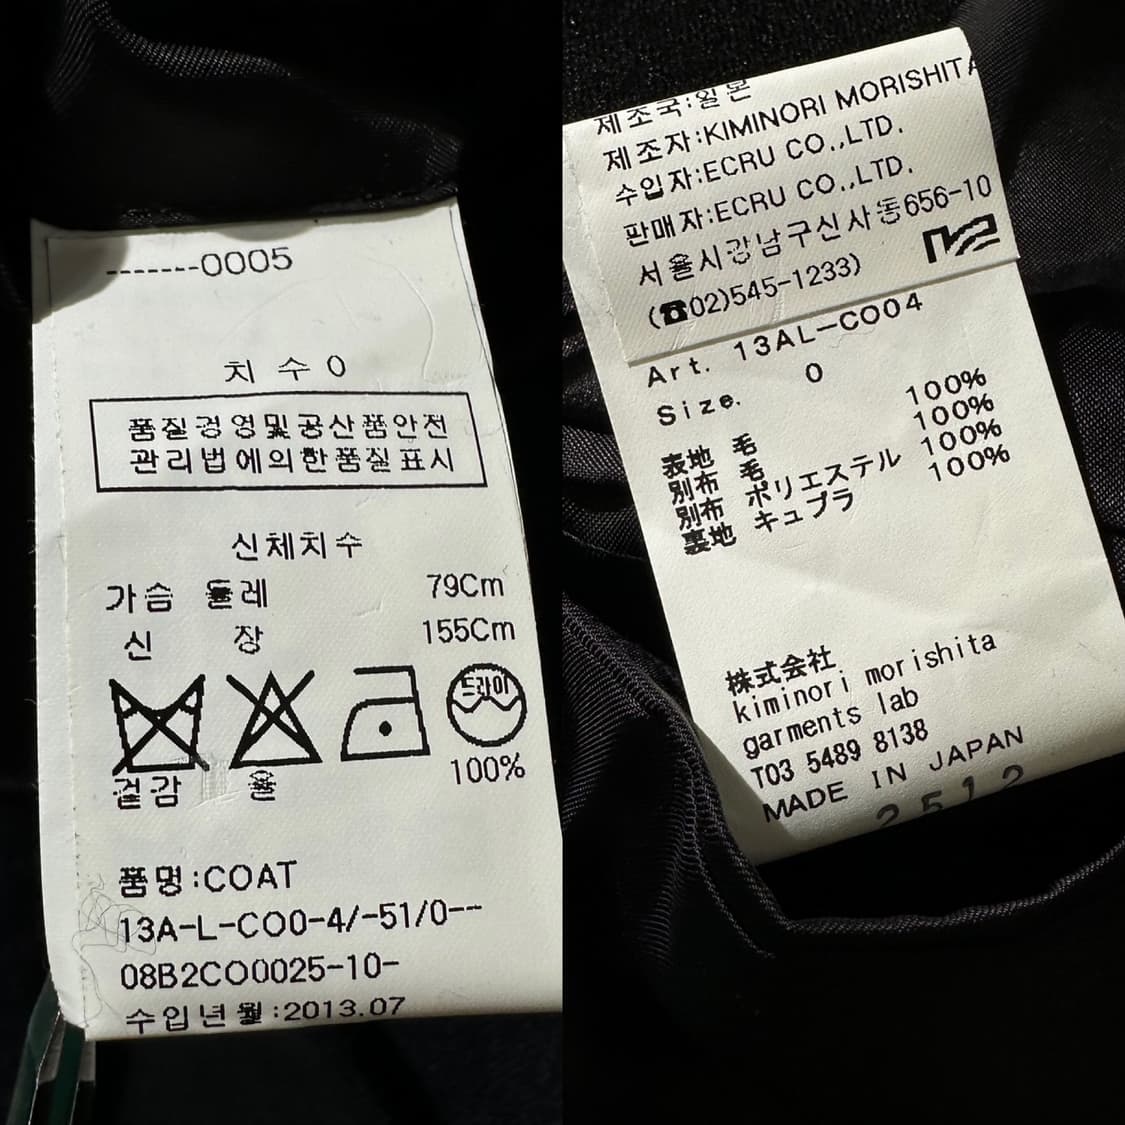 -------0005
치 수 0
품질경영및공산품안전
관리법에의한품질표시
신체치수
가슴 둘레 79Cm
신 장 155Cm
드라이
겉감 울 100%
품명:COAT
13A-L-CO0-4/-51/0--
08B2CO0025-10-
수입년월:2013.07
제조국:일본
제조자:KIMINORI MORISHITA
수입자:ECRU CO.,LTD.
판매자:ECRU CO.,LTD.
서울시강남구신사동656-10
(☎02)545-1233)
Art. 13AL-CO04
Size. 0
表地 毛 100%
別布 毛 100%
別布 ポリエステル 100%
裏地 キュプラ 100%
株式会社
kiminori morishita
garments lab
T03 5489 8138
MADE IN JAPAN
2512